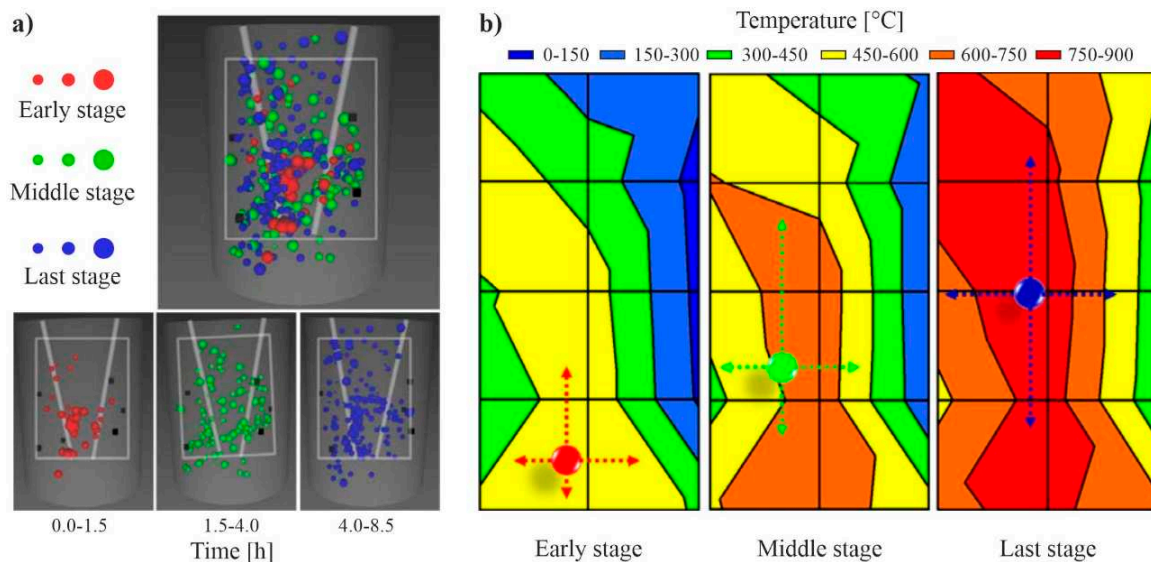 a)
Early stage
Middle stage
Last stage
0.0-1.5
1.5-4.0
4.0-8.5
Time [h]
b)
Temperature [°C]
0-150
150-300
300-450
450-600
600-750
750-900
Early stage
Middle stage
Last stage